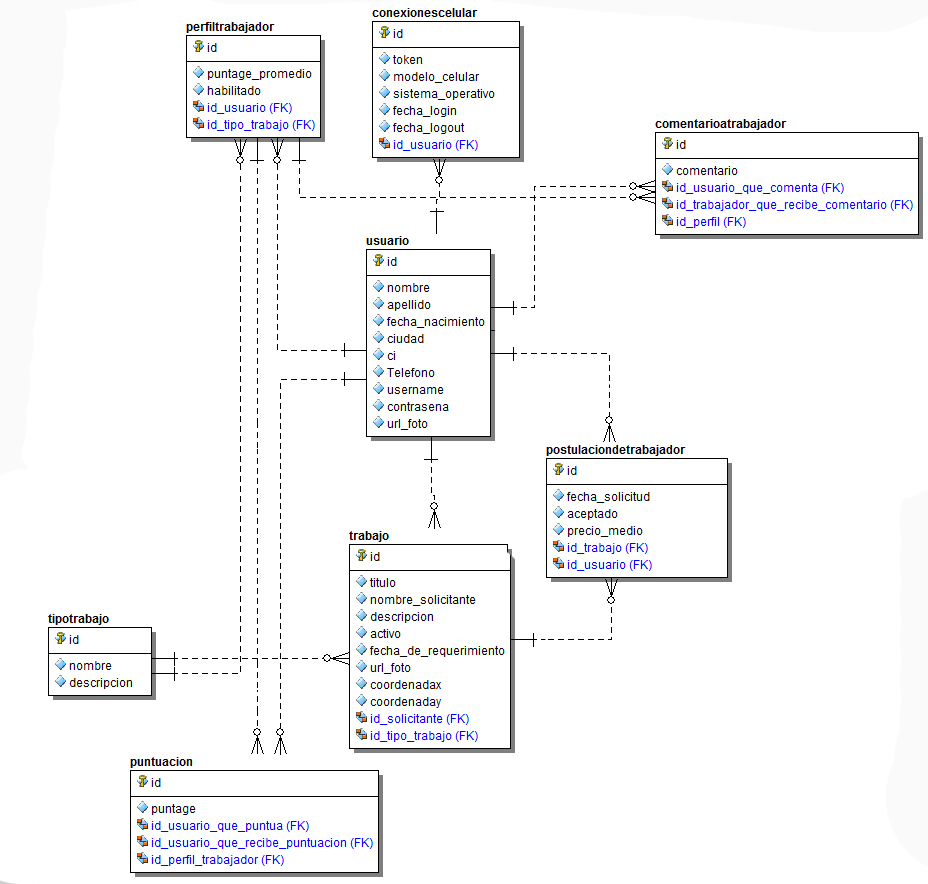 perfiltrabajador
id
puntage_promedio
habilitado
id_usuario (FK)
id_tipo_trabajo (FK)
conexionescelular
id
token
modelo_celular
sistema_operativo
fecha_login
fecha_logout
id_usuario (FK)
comentarioatrabajador
id
comentario
id_usuario_que_comenta (FK)
id_trabajador_que_recibe_comentario (FK)
id_perfil (FK)
usuario
id
nombre
apellido
fecha_nacimiento
ciudad
ci
Telefono
username
contrasena
url_foto
postulaciondetrabajador
id
fecha_solicitud
aceptado
precio_medio
id_trabajo (FK)
id_usuario (FK)
trabajo
id
titulo
nombre_solicitante
descripcion
activo
fecha_de_requerimiento
url_foto
coordenadax
coordenaday
id_solicitante (FK)
id_tipo_trabajo (FK)
tipotrabajo
id
nombre
descripcion
puntuacion
id
puntage
id_usuario_que_puntua (FK)
id_usuario_que_recibe_puntuacion (FK)
id_perfil_trabajador (FK)